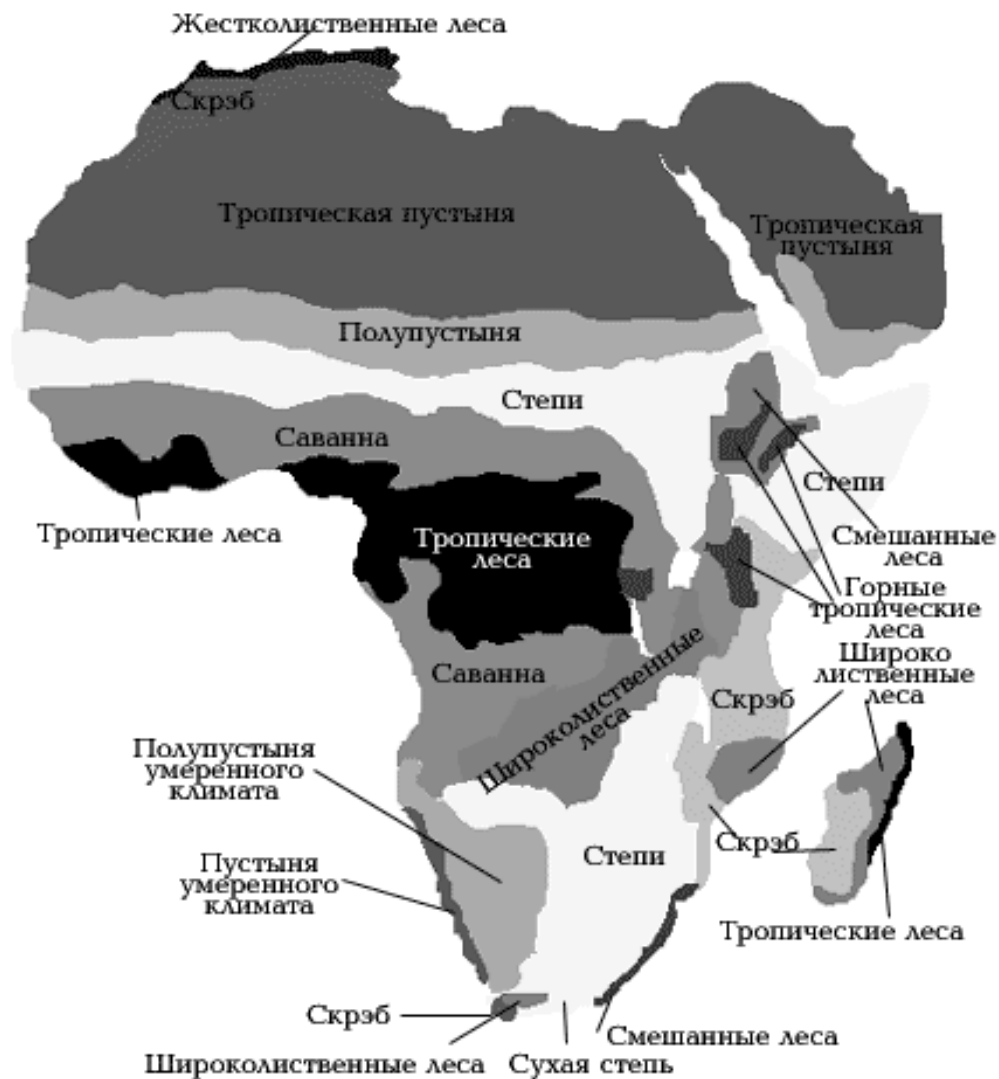 Жестколиственные леса
Скрэб
Тропическая пустыня
Тропическая
пустыня
Полупустыня
Степи
Саванна
Степи
Тропические леса
Тропические
леса
Смешанные
леса
Горные
тропические
леса
Широко
лиственные
леса
Саванна
Широколиственные
леса
Скрэб
Полупустыня
умеренного
климата
Скрэб
Степи
Пустыня
умеренного
климата
Тропические леса
Скрэб
Смешанные леса
Широколиственные леса
Сухая степь